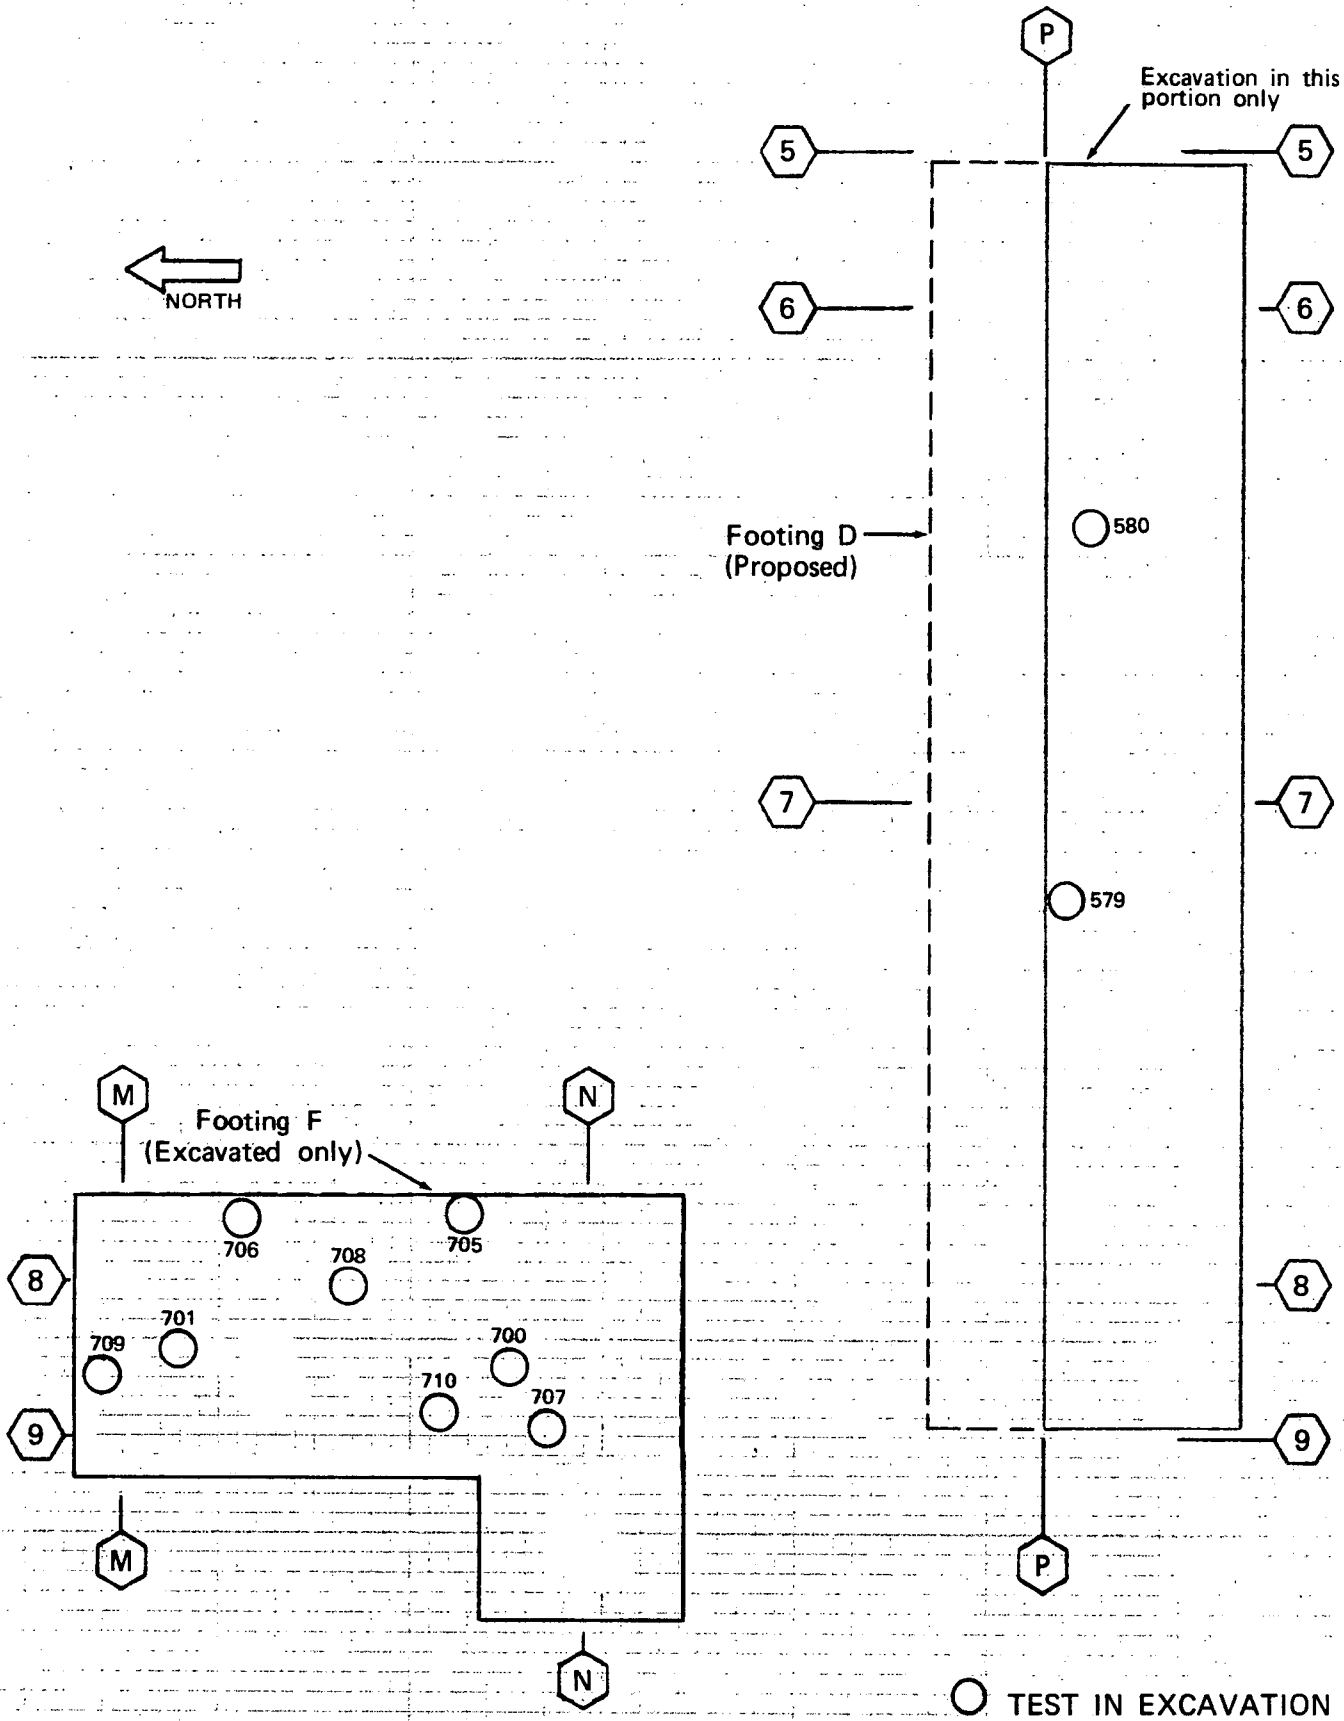 P
Excavation in this
portion only
5
5
NORTH
6
6
580
Footing D
(Proposed)
7
7
579
M
N
Footing F
(Excavated only)
706
705
708
8
8
701
709
700
710
707
9
9
M
P
N
TEST IN EXCAVATION